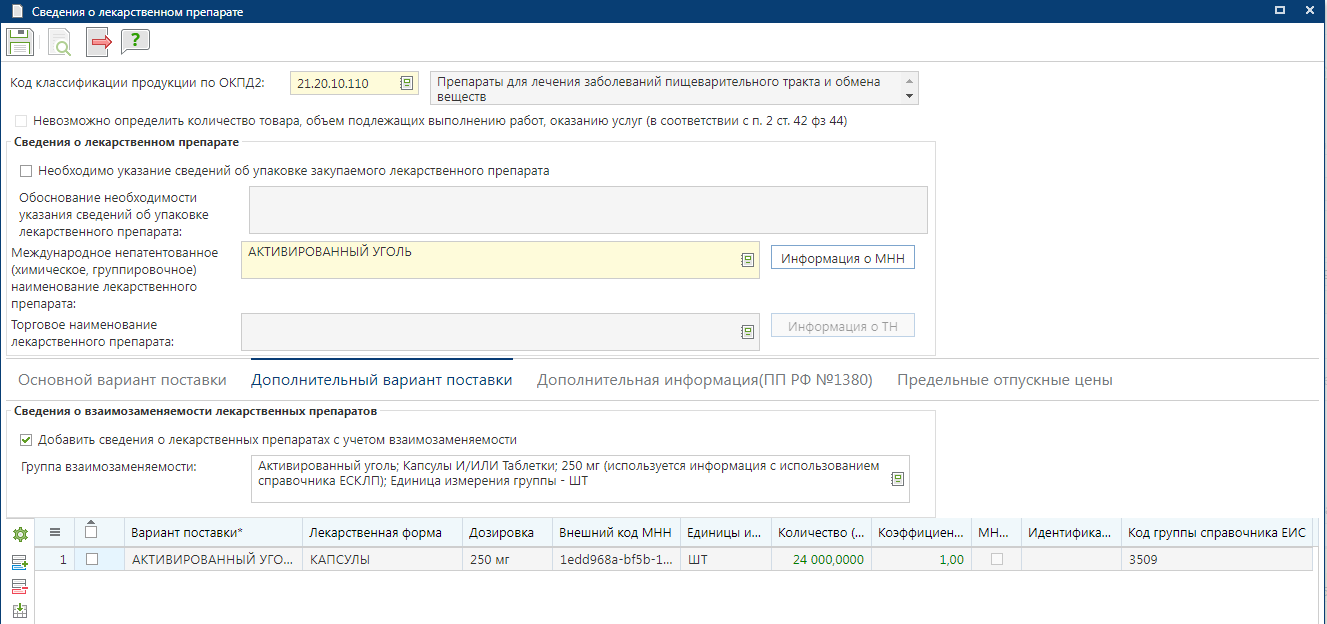 Сведения о лекарственном препарате
Код классификации продукции по ОКПД2:
21.20.10.110
Препараты для лечения заболеваний пищеварительного тракта и обмена
веществ
Невозможно определить количество товара, объем подлежащих выполнению работ, оказанию услуг (в соответствии с п. 2 ст. 42 фз 44)
Сведения о лекарственном препарате
Необходимо указание сведений об упаковке закупаемого лекарственного препарата
Обоснование необходимости
указания сведений об упаковке
лекарственного препарата:
Международное непатентованное
(химическое, группировочное)
наименование лекарственного
препарата:
АКТИВИРОВАННЫЙ УГОЛЬ
Информация о МНН
Торговое наименование
лекарственного препарата:
Информация о ТН
Основной вариант поставки Дополнительный вариант поставки Дополнительная информация(ПП РФ №1380) Предельные отпускные цены
Сведения о взаимозаменяемости лекарственных препаратов
Добавить сведения о лекарственных препаратах с учетом взаимозаменяемости
Группа взаимозаменяемости:
Активированный уголь; Капсулы И/ИЛИ Таблетки; 250 мг (используется информация с использованием
справочника ЕСКЛП); Единица измерения группы - ШТ
Вариант поставки* Лекарственная форма Дозировка Внешний код МНН Единицы и... Количество (... Коэффициен... МН... Идентифика... Код группы справочника ЕИС
1 АКТИВИРОВАННЫЙ УГО... КАПСУЛЫ 250 мг 1edd968a-bf5b-1... ШТ 24 000,0000 1,00 3509